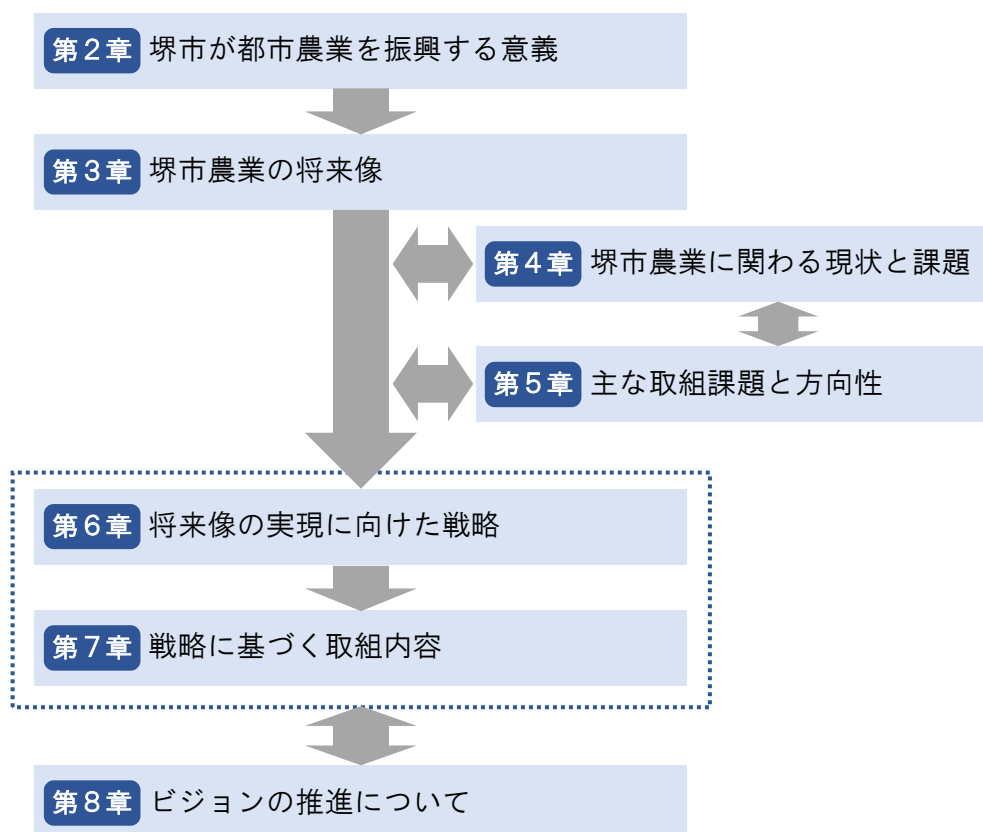 第2章 堺市が都市農業を振興する意義
第3章 堺市農業の将来像
第4章 堺市農業に関わる現状と課題
第5章 主な取組課題と方向性
第6章 将来像の実現に向けた戦略
第7章 戦略に基づく取組内容
第8章 ビジョンの推進について